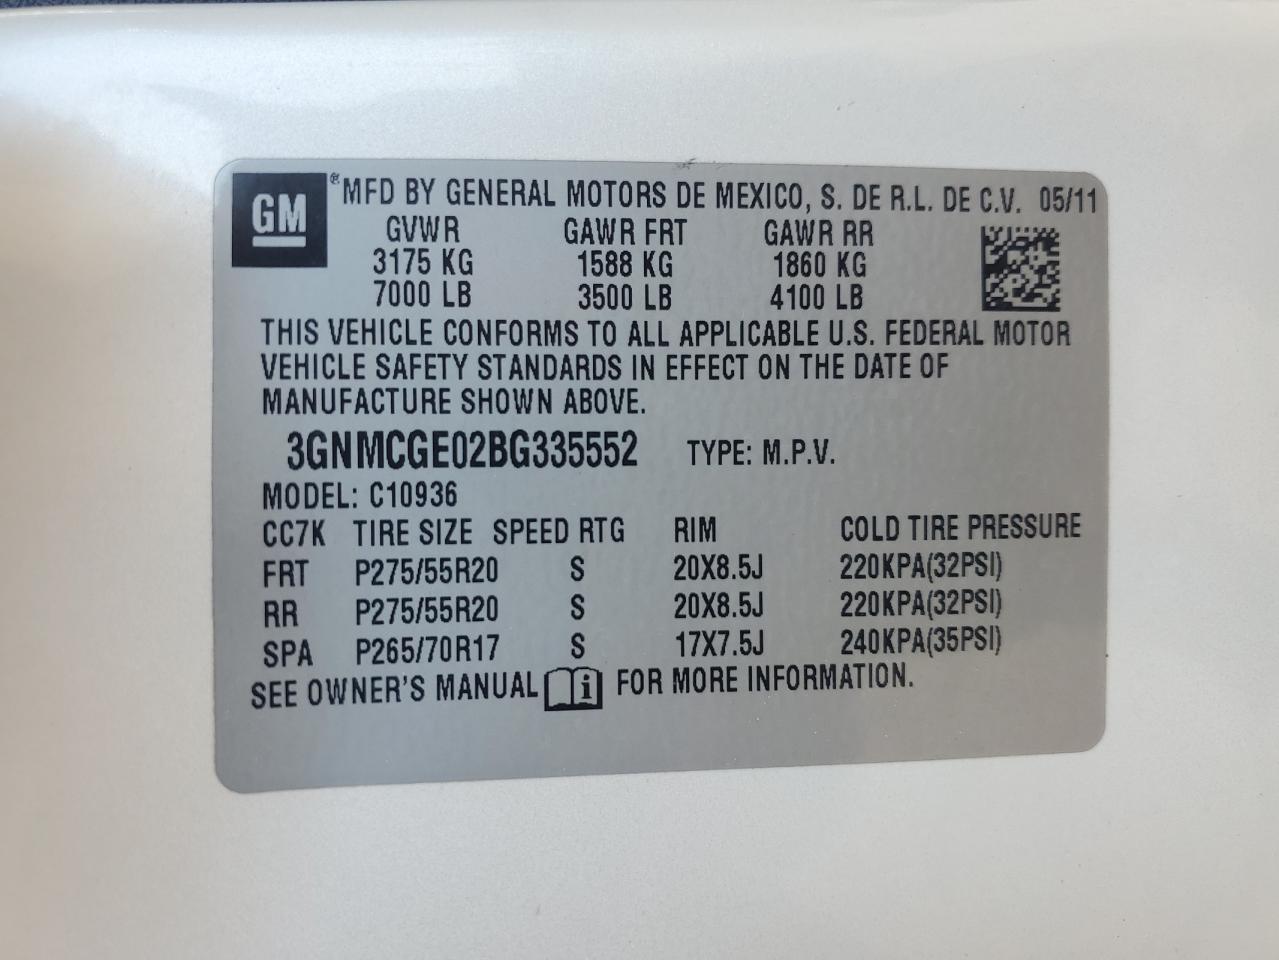 GM ® MFD BY GENERAL MOTORS DE MEXICO, S. DE R.L. DE C.V. 05/11
GVWR GAWR FRT GAWR RR
3175 KG 1588 KG 1860 KG
7000 LB 3500 LB 4100 LB
THIS VEHICLE CONFORMS TO ALL APPLICABLE U.S. FEDERAL MOTOR
VEHICLE SAFETY STANDARDS IN EFFECT ON THE DATE OF
MANUFACTURE SHOWN ABOVE.
3GNMCGE02BG335552 TYPE: M.P.V.
MODEL: C10936
CC7K TIRE SIZE SPEED RTG RIM COLD TIRE PRESSURE
FRT P275/55R20 S 20X8.5J 220KPA(32PSI)
RR P275/55R20 S 20X8.5J 220KPA(32PSI)
SPA P265/70R17 S 17X7.5J 240KPA(35PSI)
SEE OWNER'S MANUAL i FOR MORE INFORMATION.